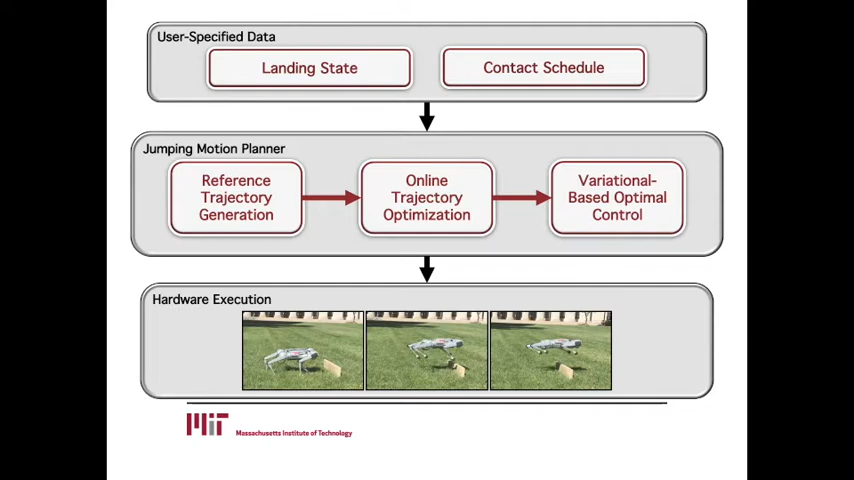 User-Specified Data
Landing State
Contact Schedule
Jumping Motion Planner
Reference
Trajectory
Generation
Online
Trajectory
Optimization
Variational-
Based Optimal
Control
Hardware Execution
MIT
Massachusetts Institute of Technology